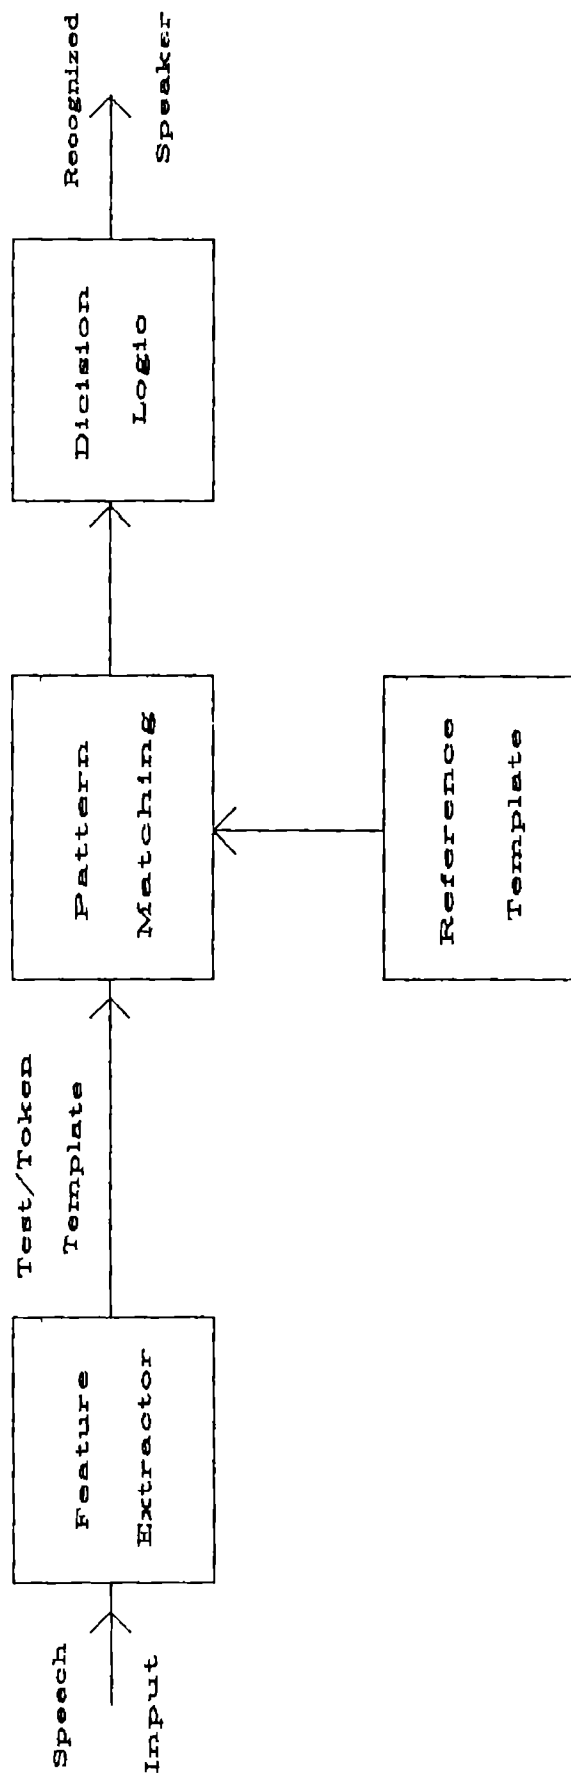 Speech
Input
Feature
Extractor
Test/Token
Template
Pattern
Matching
Reference
Template
Dicision
Logic
Recognized
Speaker